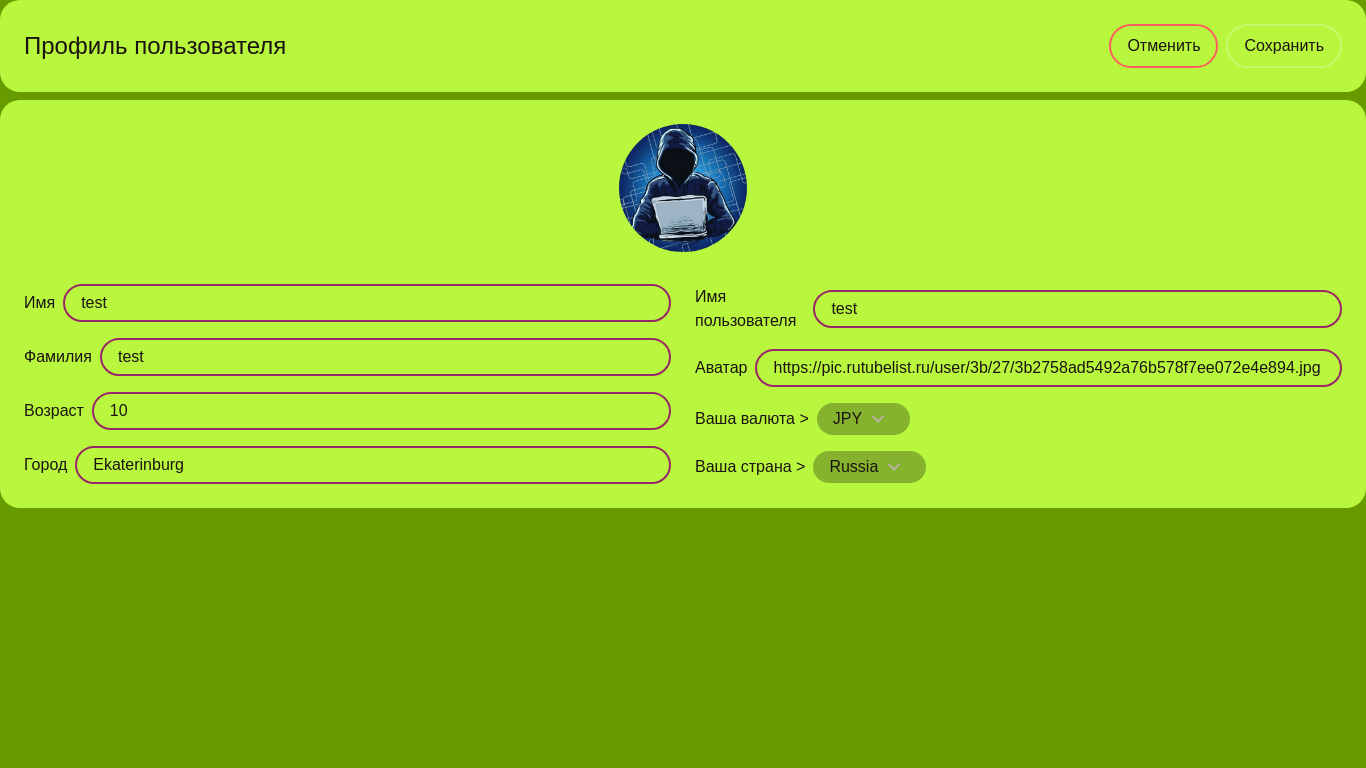 Профиль пользователя
Отменить
Сохранить
Имя
test
Фамилия
test
Возраст
10
Город
Ekaterinburg
Имя
пользователя
test
Аватар
https://pic.rutubelist.ru/user/3b/27/3b2758ad5492a76b578f7ee072e4e894.jpg
Ваша валюта >
JPY
Ваша страна >
Russia